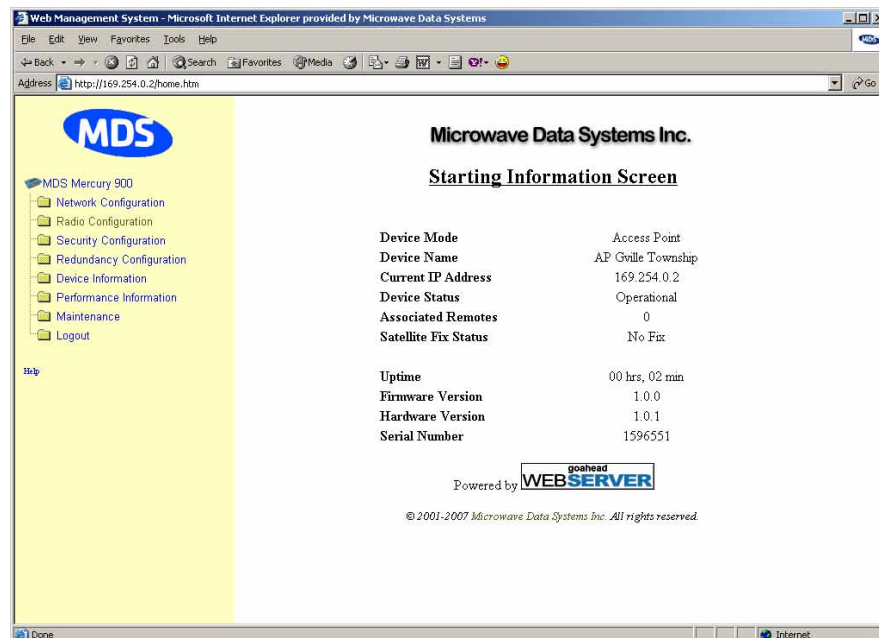 Web Management System - Microsoft Internet Explorer provided by Microwave Data Systems
File Edit View Favorites Tools Help
MDS
Back Search Favorites Media
Address http://169.254.0.2/home.htm Go
MDS
MDS Mercury 900
Network Configuration
Radio Configuration
Security Configuration
Redundancy Configuration
Device Information
Performance Information
Maintenance
Logout
Help
Microwave Data Systems Inc.
Starting Information Screen
Device Mode Access Point
Device Name AP Gville Township
Current IP Address 169.254.0.2
Device Status Operational
Associated Remotes 0
Satellite Fix Status No Fix
Uptime 00 hrs, 02 min
Firmware Version 1.0.0
Hardware Version 1.0.1
Serial Number 1596551
Powered by goahead WEBSERVER
© 2001-2007 Microwave Data Systems Inc. All rights reserved.
Done Internet